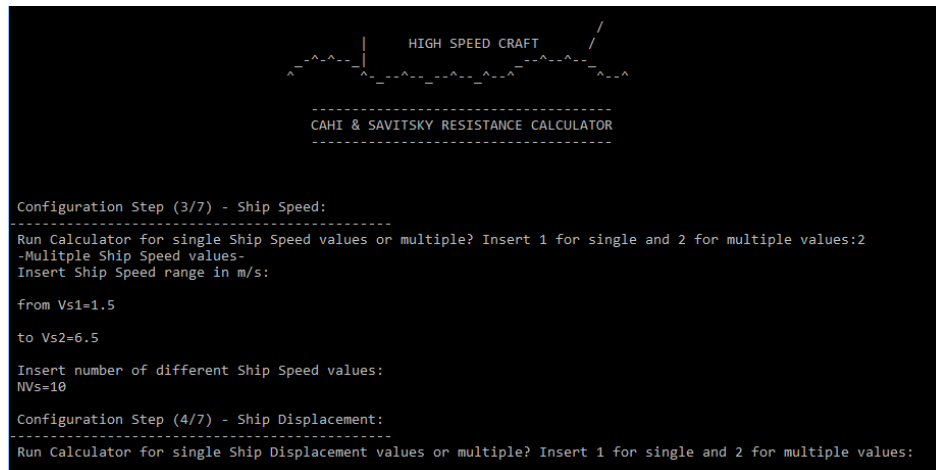 HIGH SPEED CRAFT
-------------------------------------
CAHI & SAVITSKY RESISTANCE CALCULATOR
-------------------------------------
Configuration Step (3/7) - Ship Speed:
-----------------------------------------------
Run Calculator for single Ship Speed values or multiple? Insert 1 for single and 2 for multiple values:2
-Mulitple Ship Speed values-
Insert Ship Speed range in m/s:
from Vs1=1.5
to Vs2=6.5
Insert number of different Ship Speed values:
NVs=10
Configuration Step (4/7) - Ship Displacement:
-----------------------------------------------
Run Calculator for single Ship Displacement values or multiple? Insert 1 for single and 2 for multiple values: